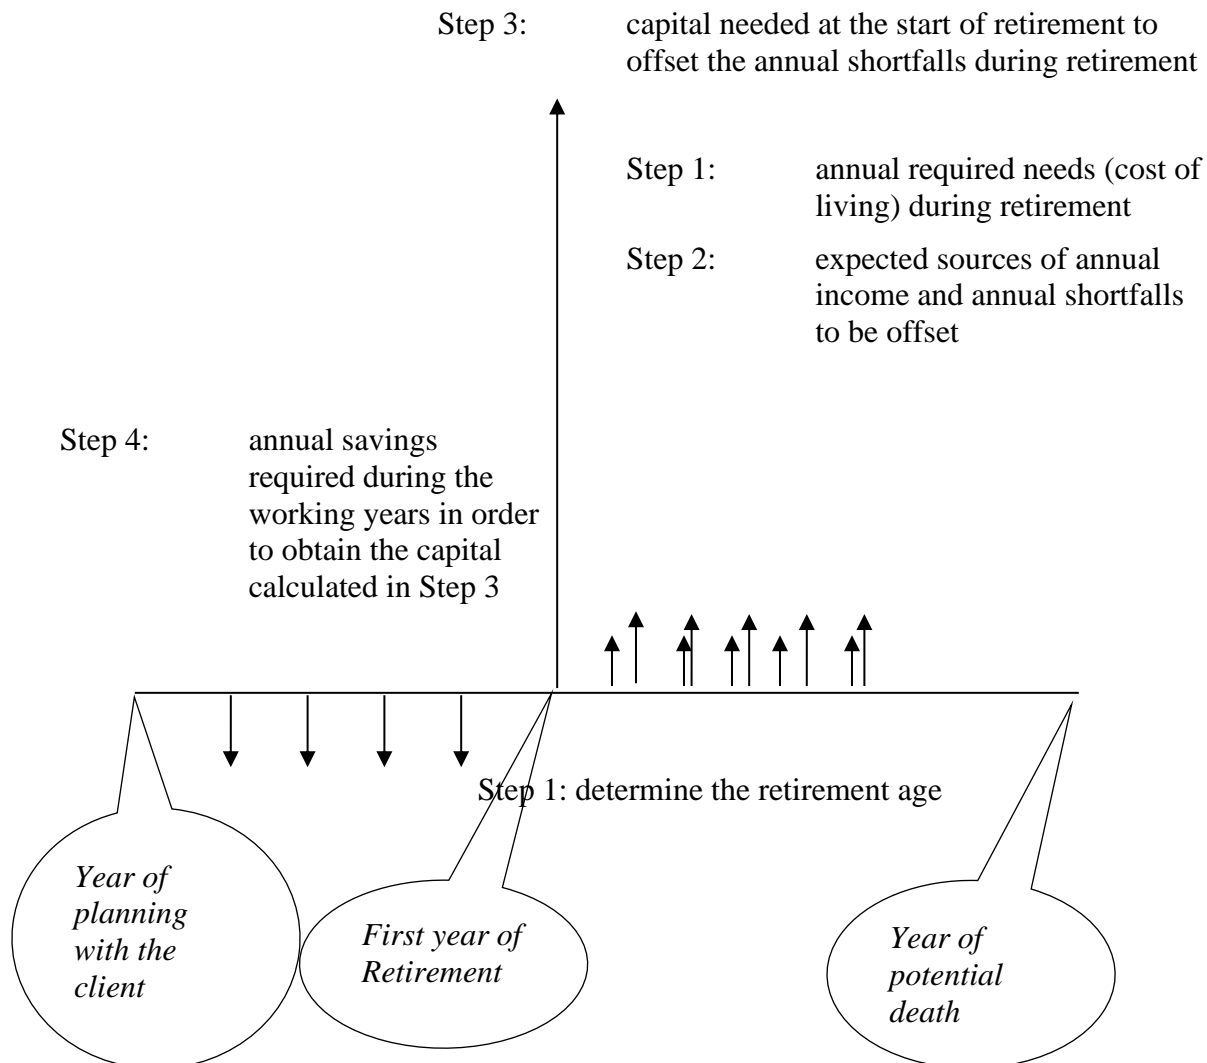 Step 3: capital needed at the start of retirement to
offset the annual shortfalls during retirement
Step 1: annual required needs (cost of
living) during retirement
Step 2: expected sources of annual
income and annual shortfalls
to be offset
Step 4: annual savings
required during the
working years in order
to obtain the capital
calculated in Step 3
Step 1: determine the retirement age
Year of
planning
with the
client
First year of
Retirement
Year of
potential
death